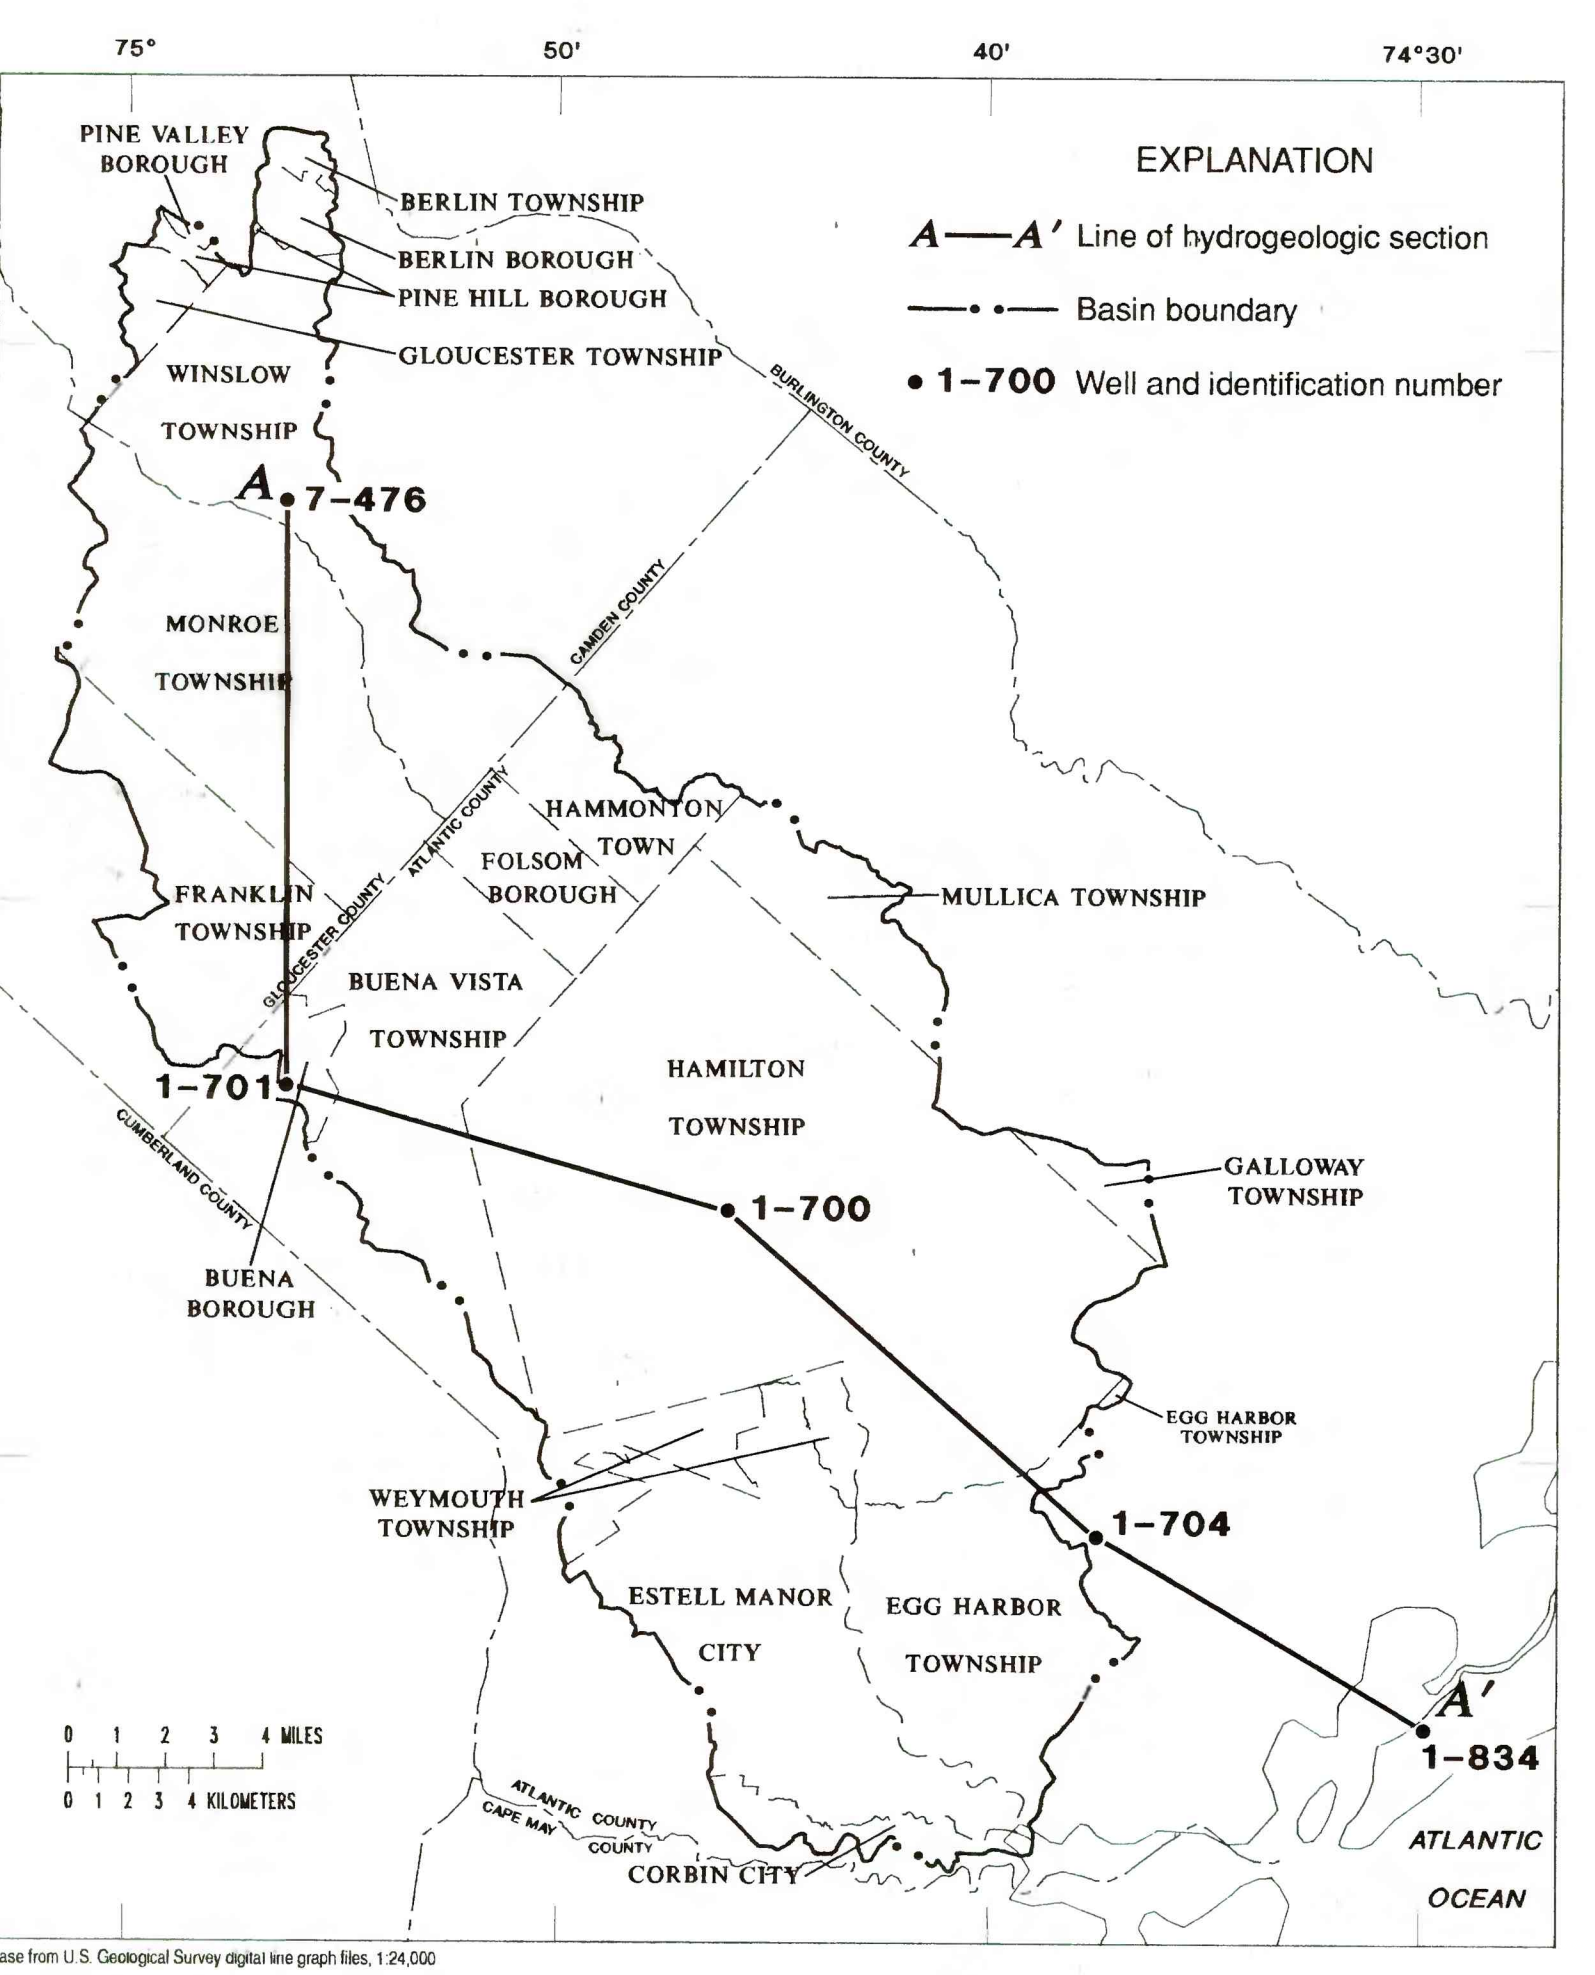 75° 50' 40' 74°30'
PINE VALLEY
BOROUGH
BERLIN TOWNSHIP
BERLIN BOROUGH
PINE HILL BOROUGH
GLOUCESTER TOWNSHIP
EXPLANATION
A—A' Line of hydrogeologic section
Basin boundary
• 1-700 Well and identification number
WINSLOW
TOWNSHIP
BURLINGTON COUNTY
A 7-476
CAMDEN COUNTY
MONROE
TOWNSHIP
ATLANTIC COUNTY
GLOUCESTER COUNTY
HAMMONTON
TOWN
FOLSOM
BOROUGH
MULLICA TOWNSHIP
FRANKLIN
TOWNSHIP
BUENA VISTA
TOWNSHIP
HAMILTON
TOWNSHIP
1-701
CUMBERLAND COUNTY
GALLOWAY
TOWNSHIP
1-700
BUENA
BOROUGH
EGG HARBOR
TOWNSHIP
WEYMOUTH
TOWNSHIP
1-704
ESTELL MANOR
CITY
EGG HARBOR
TOWNSHIP
A'
1-834
0 1 2 3 4 MILES
0 1 2 3 4 KILOMETERS
ATLANTIC COUNTY
CAPE MAY
COUNTY
CORBIN CITY
ATLANTIC
OCEAN
ase from U.S. Geological Survey digital line graph files, 1:24,000